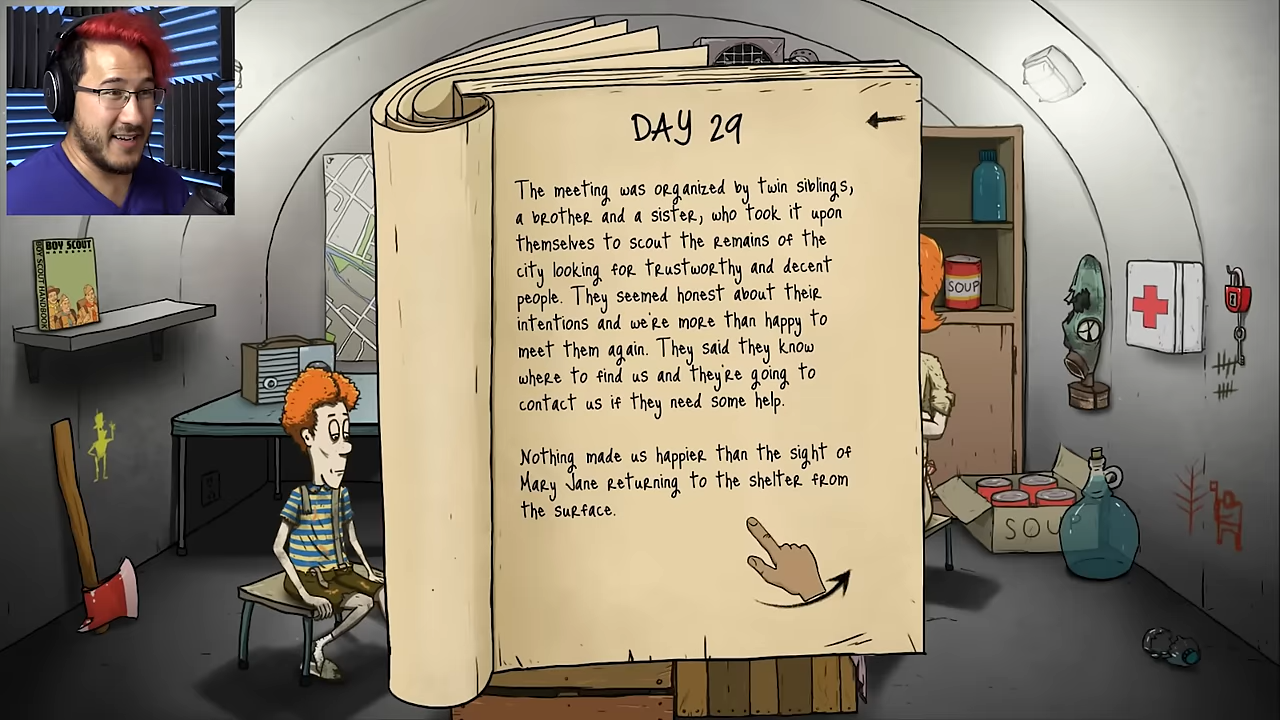 DAY 29
The meeting was organized by twin siblings,
a brother and a sister, who took it upon
themselves to scout the remains of the
city looking for trustworthy and decent
people. They seemed honest about their
intentions and we're more than happy to
meet them again. They said they know
where to find us and they're going to
contact us if they need some help.
Nothing made us happier than the sight of
Mary Jane returning to the shelter from
the surface.
BOY SCOUT
BOY SCOUT HANDBOOK
SOUP
SOU